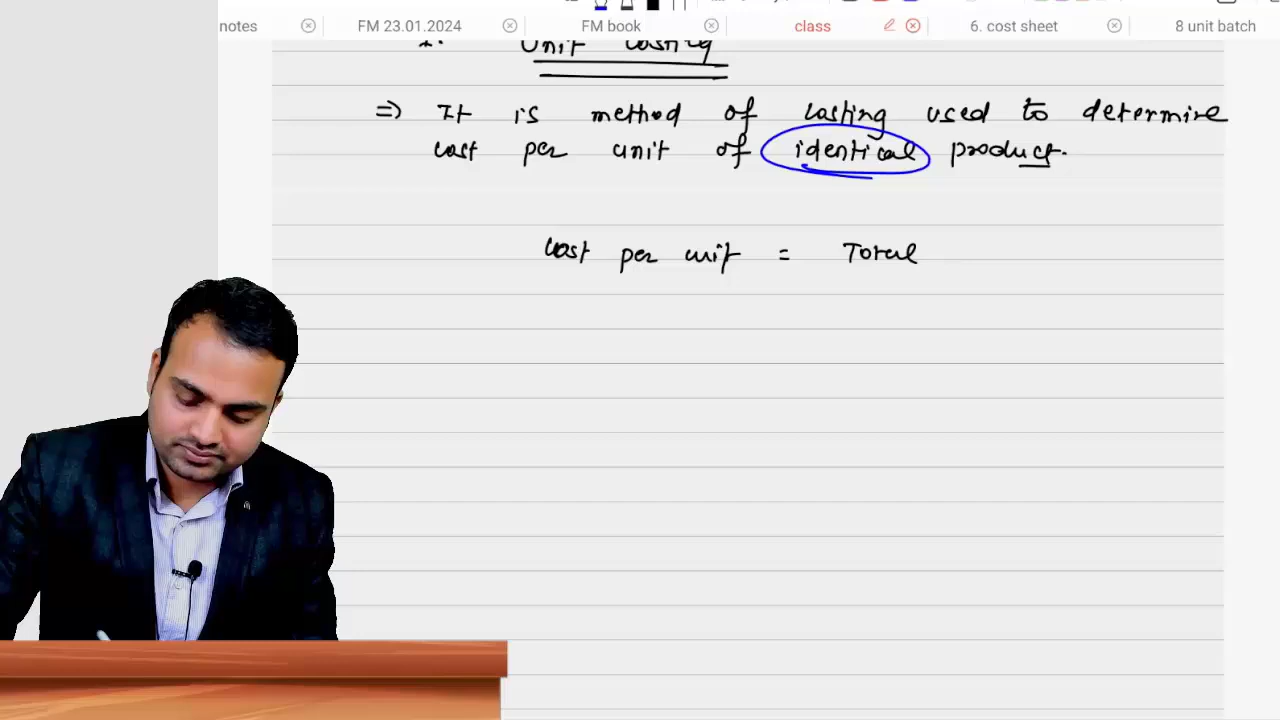 notes FM 23.01.2024 FM book class 6. cost sheet 8 unit batch
1. Unit Costing
=> It is method of costing used to determine
cost per unit of identical product.
cost per unit = Total